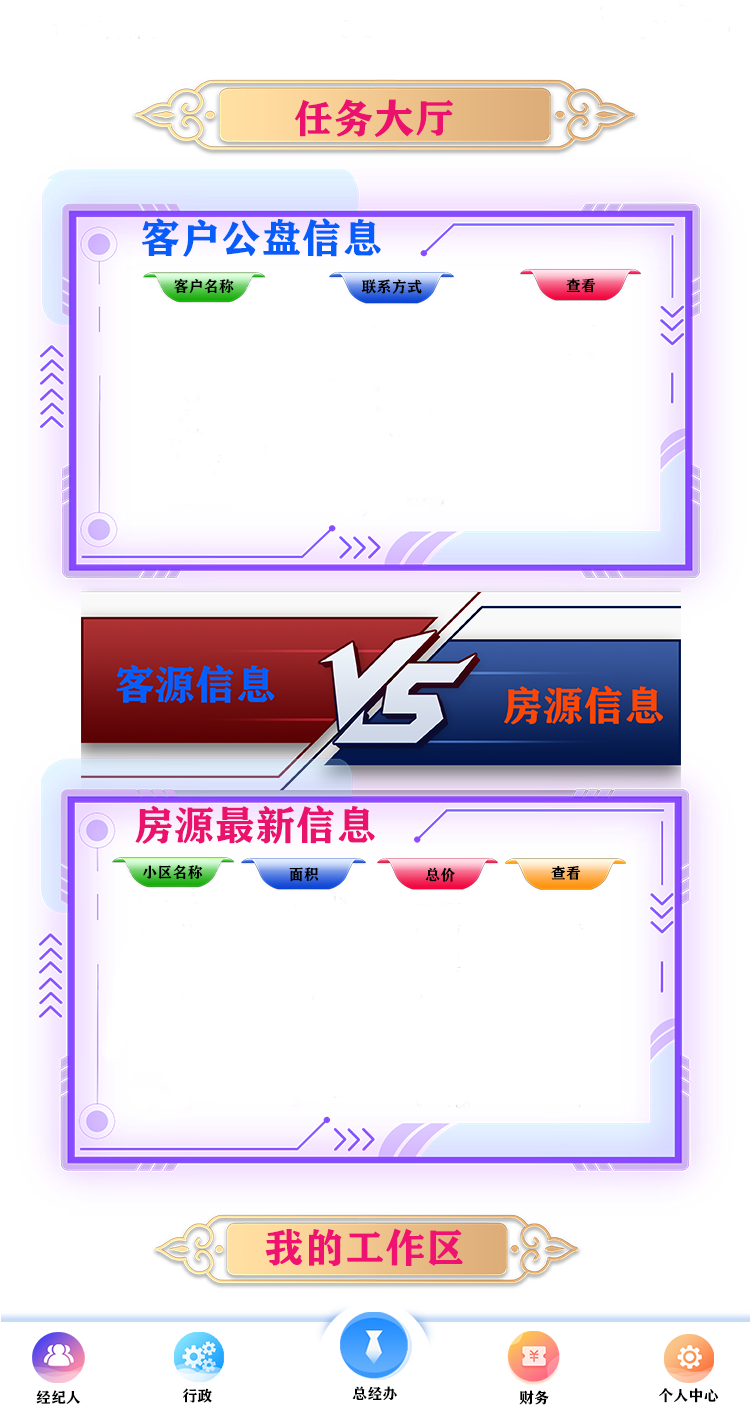 任务大厅
客户公盘信息
客户名称 联系方式 查看
客源信息 VS 房源信息
房源最新信息
小区名称 面积 总价 查看
我的工作区
经纪人 行政 总经办 财务 个人中心